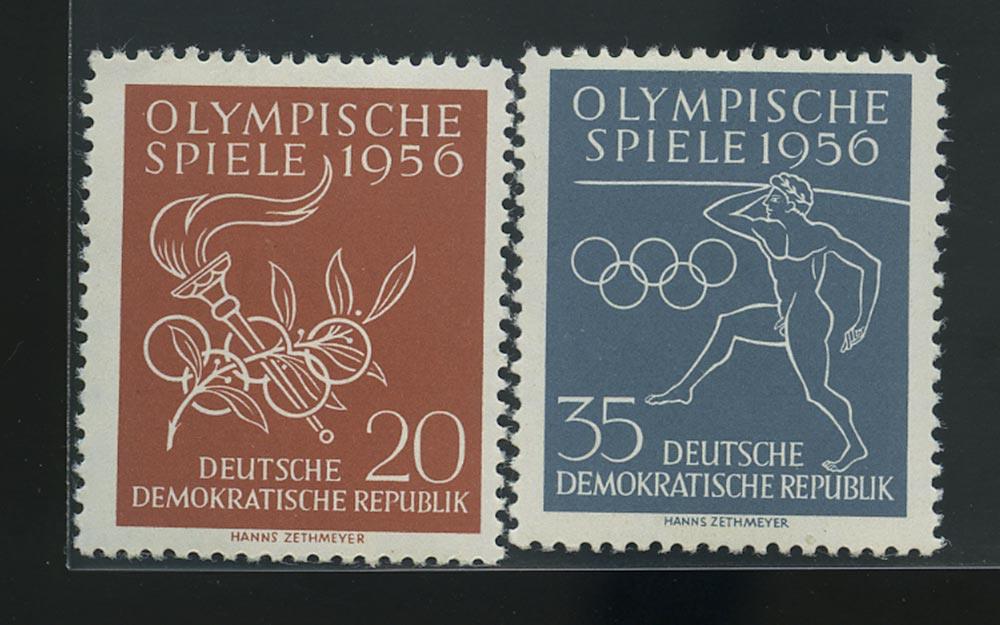 OLYMPISCHE
SPIELE 1956
20
DEUTSCHE
DEMOKRATISCHE REPUBLIK
HANNS ZETHMEYER
OLYMPISCHE
SPIELE 1956
35
DEUTSCHE
DEMOKRATISCHE REPUBLIK
HANNS ZETHMEYER